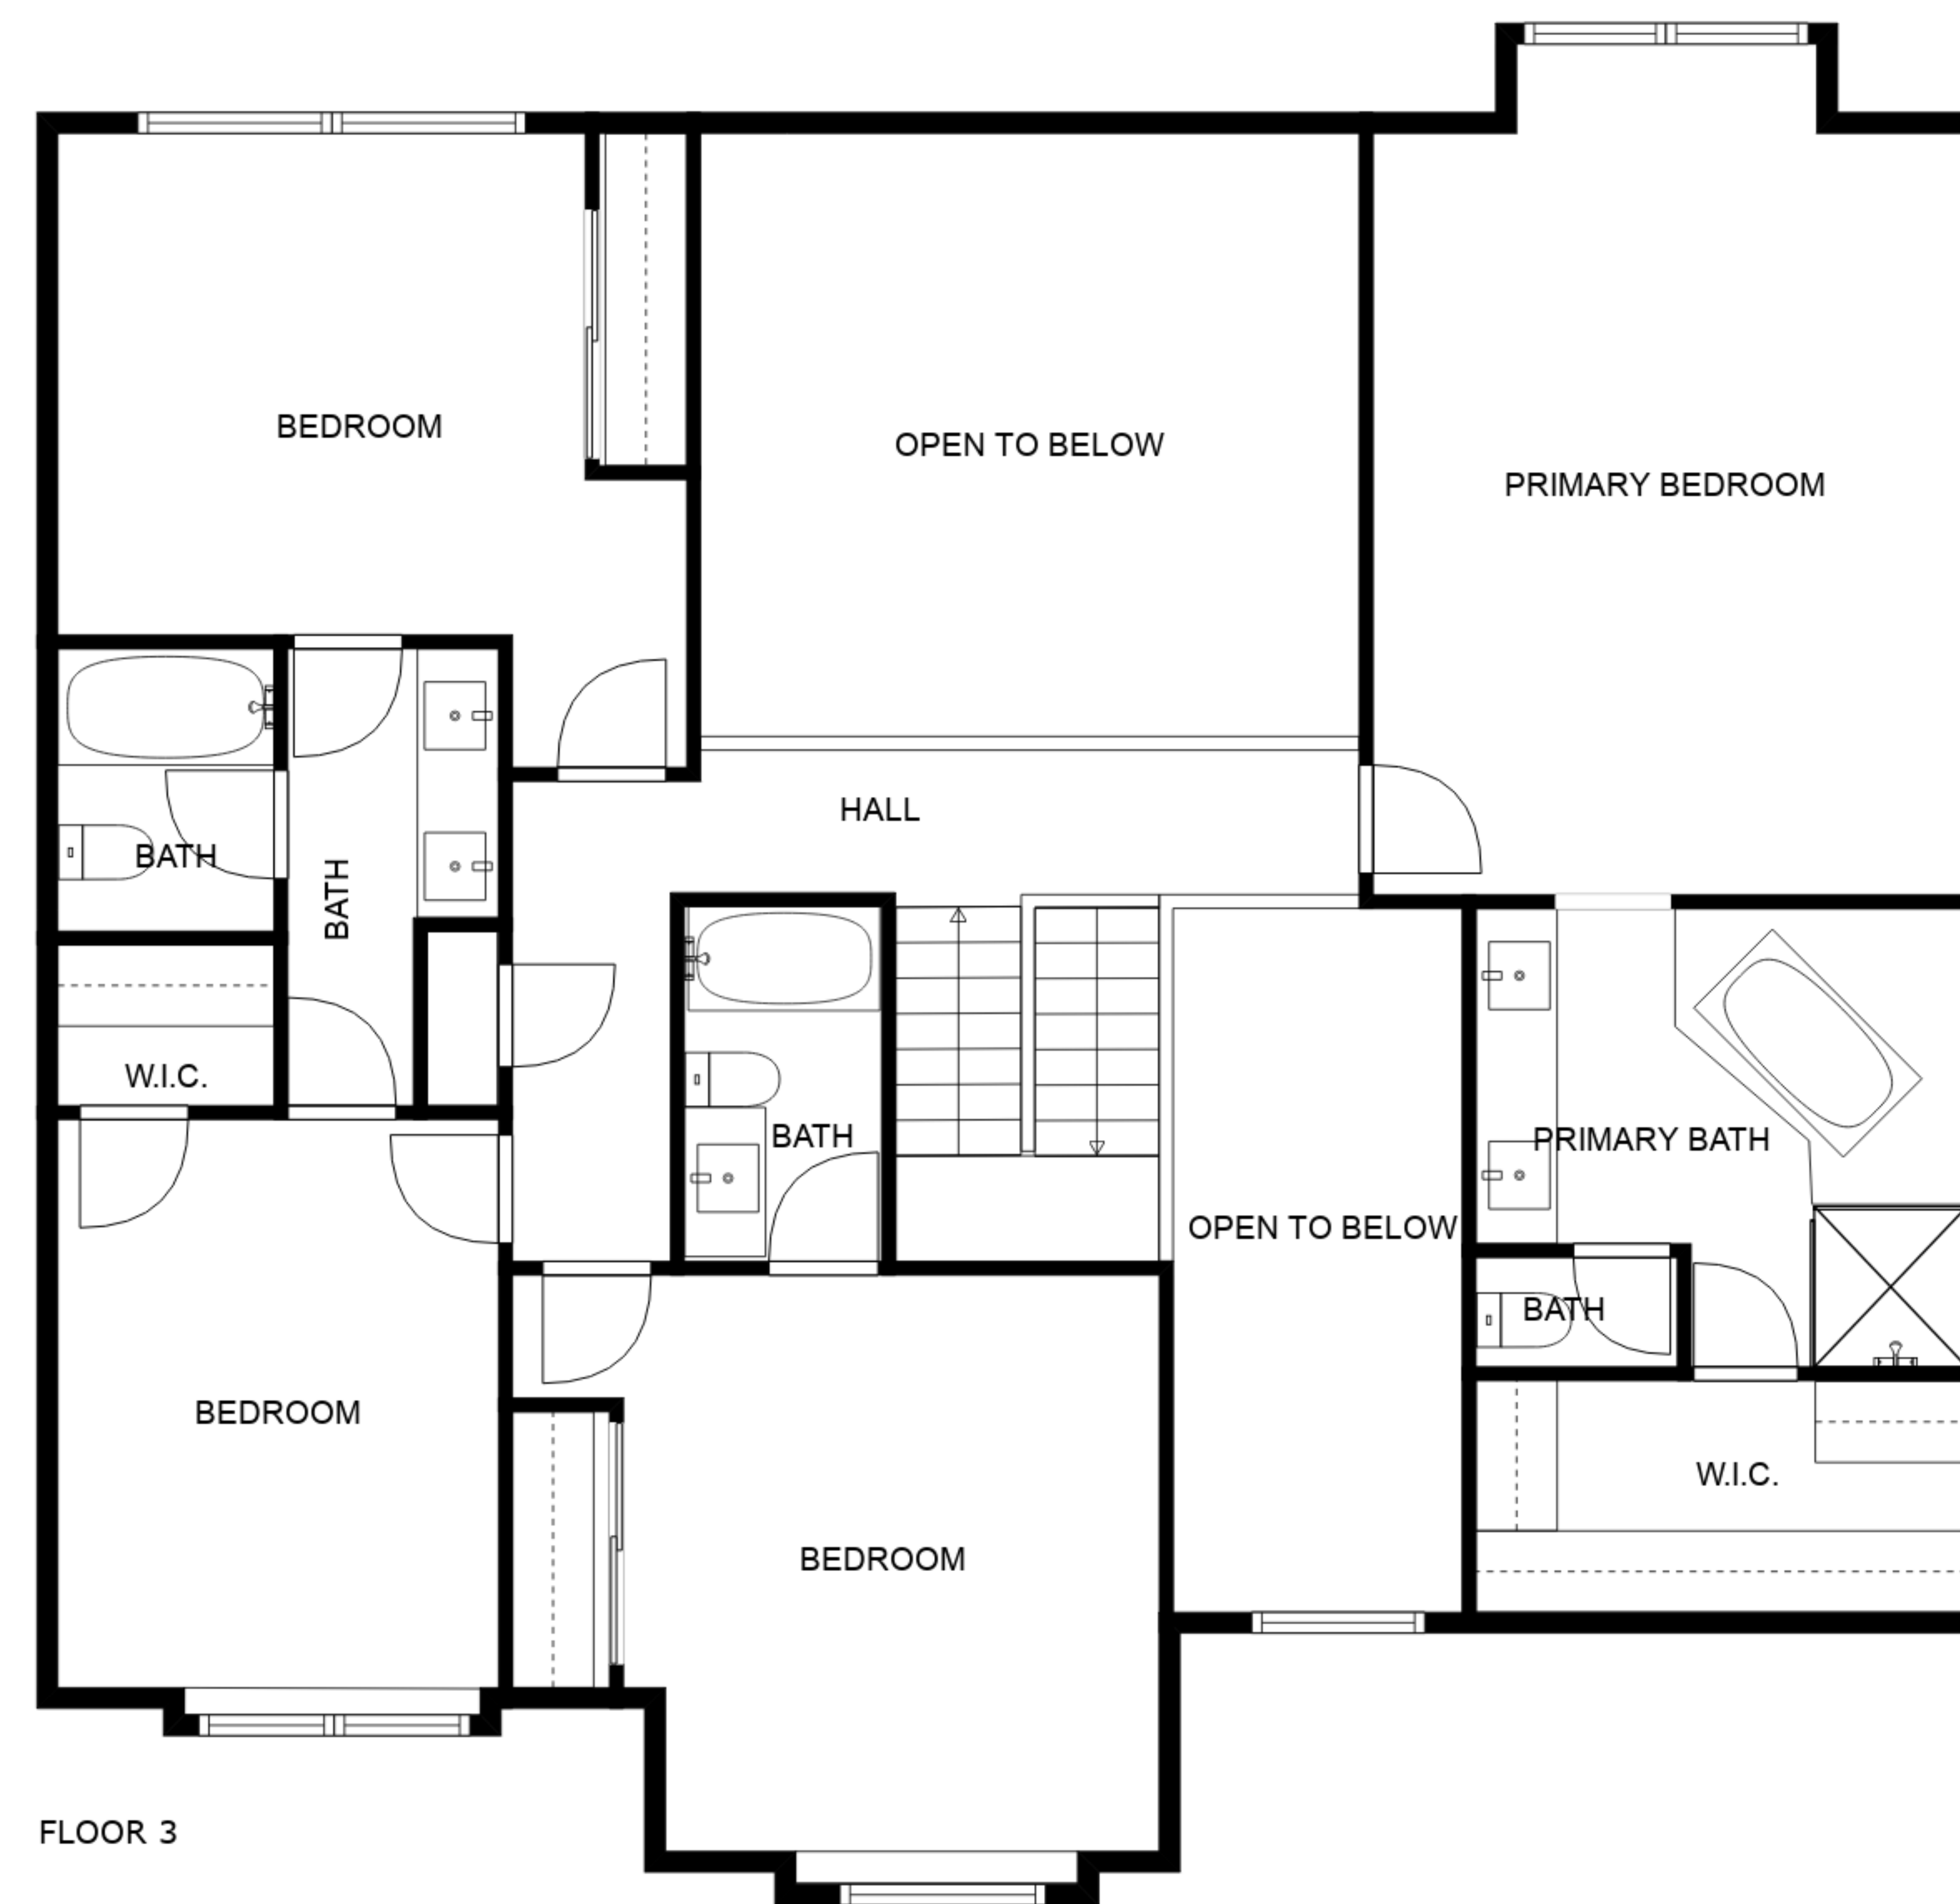 BEDROOM
OPEN TO BELOW
PRIMARY BEDROOM
HALL
BATH
BATH
W.I.C.
BATH
PRIMARY BATH
OPEN TO BELOW
BATH
BEDROOM
W.I.C.
BEDROOM
FLOOR 3